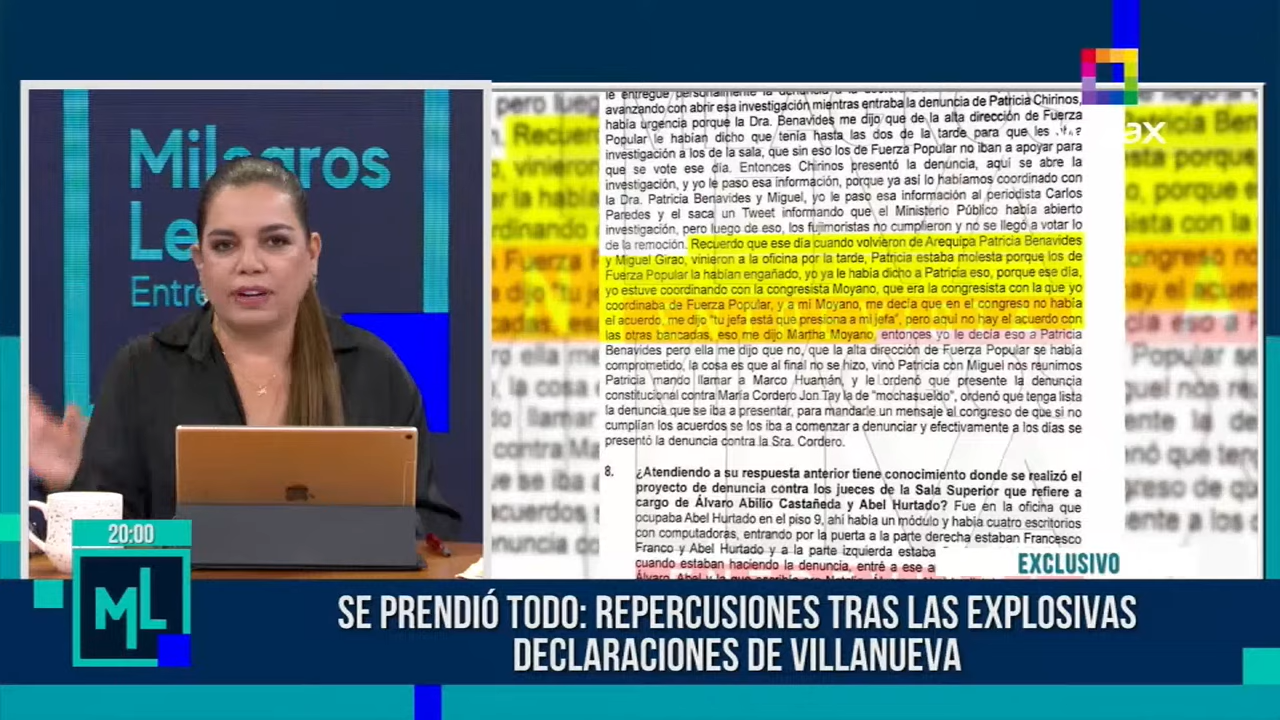 Milagros
Le
Entre
le entregué personalmente la denuncia a la
avanzando con abrir esa investigación mientras entraba la denuncia de Patricia Chirinos,
había urgencia porque la Dra. Benavides me dijo que de la alta dirección de Fuerza
Popular le habían dicho que tenía hasta las dos de la tarde para que les
investigación a los de la sala, que sin eso los de Fuerza Popular no iban a apoyar para
que se vote ese día. Entonces Chirinos presentó la denuncia, aquí se abre la
investigación, y yo le paso esa información, porque ya así lo habíamos coordinado con
la Dra. Patricia Benavides y Miguel, yo le paso esa información al periodista Carlos
Paredes y el saca un Tweet informando que el Ministerio Público había abierto
investigación, pero luego de eso, los fujimoristas no cumplieron y no se llegó a votar lo
de la remoción. Recuerdo que ese día cuando volvieron de Arequipa Patricia Benavides
y Miguel Girao, vinieron a la oficina por la tarde, Patricia estaba molesta porque los de
Fuerza Popular la habían engañado, yo ya le había dicho a Patricia eso, porque ese día,
yo estuve coordinando con la congresista Moyano, que era la congresista con la que yo
coordinaba de Fuerza Popular, y a mi Moyano, me decía que en el congreso no había
el acuerdo, me dijo "tu jefa está que presiona a mi jefa", pero aquí no hay el acuerdo con
las otras bancadas, eso me dijo Martha Moyano, entonces yo le decía eso a Patricia
Benavides pero ella me dijo que no, que la alta dirección de Fuerza Popular se había
comprometido, la cosa es que al final no se hizo, vino Patricia con Miguel nos reunimos
Patricia mando llamar a Marco Huamán, y le ordenó que presente la denuncia
constitucional contra María Cordero Jon Tay la de "mochasueldo", ordenó que tenga lista
la denuncia que se iba a presentar, para mandarle un mensaje al congreso de que si no
cumplían los acuerdos se los iba a comenzar a denunciar y efectivamente a los días se
presentó la denuncia contra la Sra. Cordero.
8. ¿Atendiendo a su respuesta anterior tiene conocimiento donde se realizó el
proyecto de denuncia contra los jueces de la Sala Superior que refiere a
cargo de Álvaro Abilio Castañeda y Abel Hurtado? Fue en la oficina que
ocupaba Abel Hurtado en el piso 9, ahí había un módulo y había cuatro escritorios
con computadoras, entrando por la puerta a la parte derecha estaban Francesco
Franco y Abel Hurtado y a la parte izquierda estaba
cuando estaban haciendo la denuncia, entré a ese a
EXCLUSIVO
20:00
ML
SE PRENDIÓ TODO: REPERCUSIONES TRAS LAS EXPLOSIVAS
DECLARACIONES DE VILLANUEVA